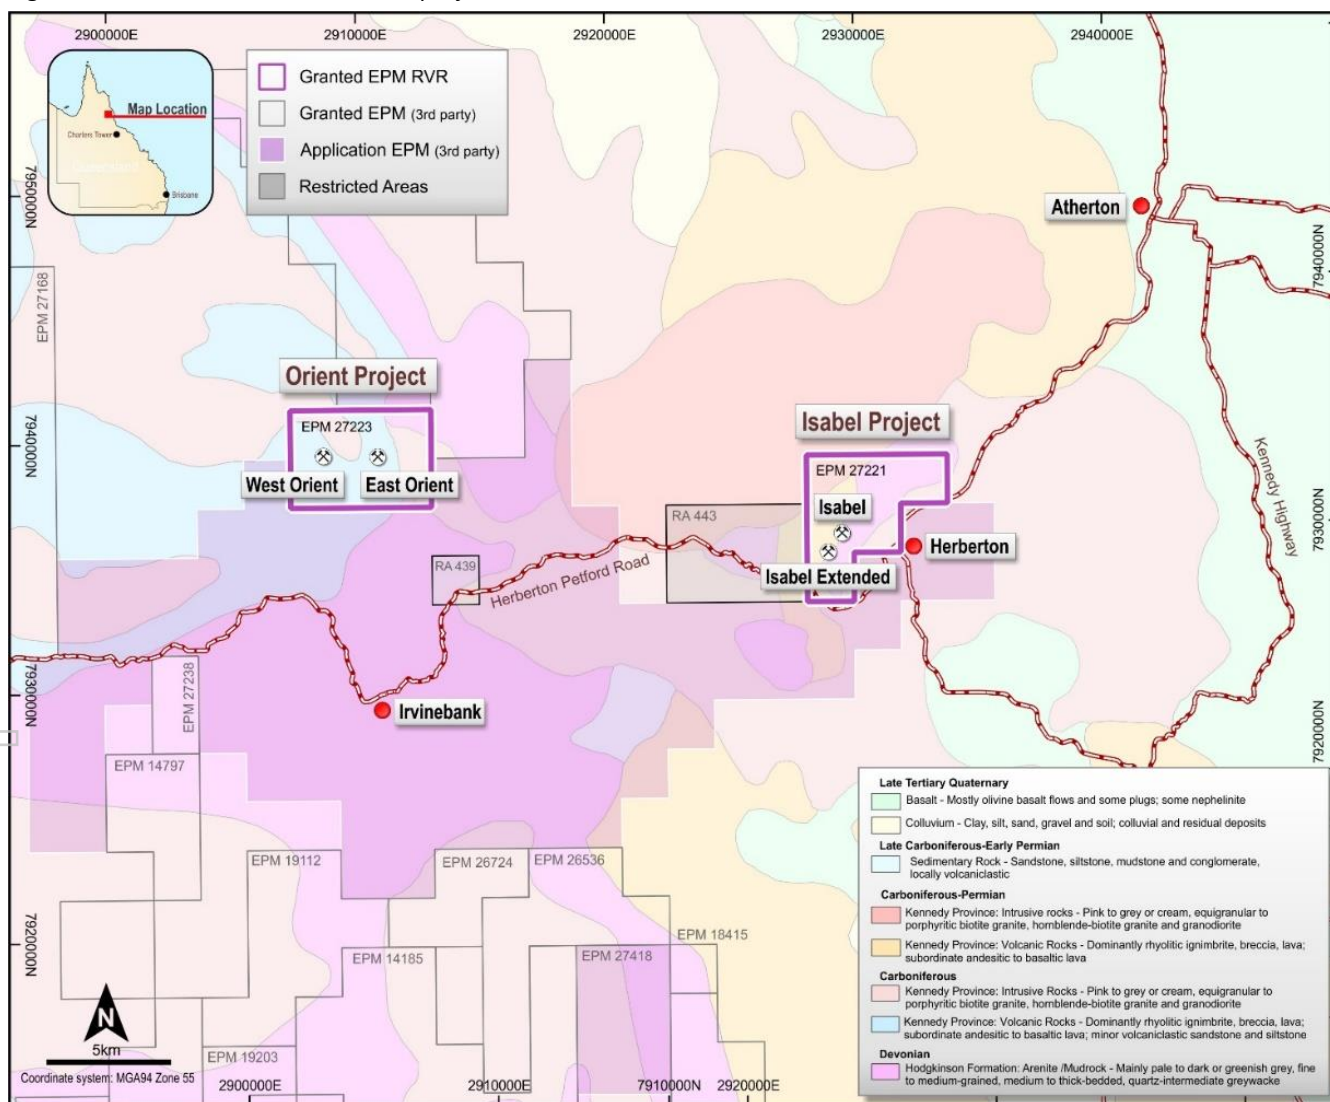 2900000E
2910000E
2920000E
2930000E
2940000E
Map Location
Charters Tower
Brisbane
Granted EPM RVR
Granted EPM (3rd party)
Application EPM (3rd party)
Restricted Areas
7950000N
Atherton
7940000N
EPM 27168
Orient Project
EPM 27223
West Orient
East Orient
Isabel Project
EPM 27221
Isabel
Isabel Extended
7940000N
RA 443
Herberton
7930000N
Kennedy Highway
RA 439
Herberton Petford Road
7930000N
EPM 27238
Irvinebank
7920000N
EPM 14797
EPM 19112
EPM 26724
EPM 26536
EPM 18415
EPM 14185
EPM 27418
7920000N
EPM 19203
N
5km
Coordinate system: MGA94 Zone 55
2900000E
2910000E
7910000N
2920000E
Late Tertiary Quaternary
Basalt - Mostly olivine basalt flows and some plugs; some nephelinite
Colluvium - Clay, silt, sand, gravel and soil; colluvial and residual deposits
Late Carboniferous-Early Permian
Sedimentary Rock - Sandstone, siltstone, mudstone and conglomerate,
locally volcaniclastic
Carboniferous-Permian
Kennedy Province: Intrusive rocks - Pink to grey or cream, equigranular to
porphyritic biotite granite, hornblende-biotite granite and granodiorite
Kennedy Province: Volcanic Rocks - Dominantly rhyolitic ignimbrite, breccia, lava;
subordinate andesitic to basaltic lava
Carboniferous
Kennedy Province: Intrusive Rocks - Pink to grey or cream, equigranular to
porphyritic biotite granite, hornblende-biotite granite and granodiorite
Kennedy Province: Volcanic Rocks - Dominantly rhyolitic ignimbrite, breccia, lava;
subordinate andesitic to basaltic lava; minor volcaniclastic sandstone and siltstone
Devonian
Hodgkinson Formation: Arenite /Mudrock - Mainly pale to dark or greenish grey, fine
to medium-grained, medium to thick-bedded, quartz-intermediate greywacke